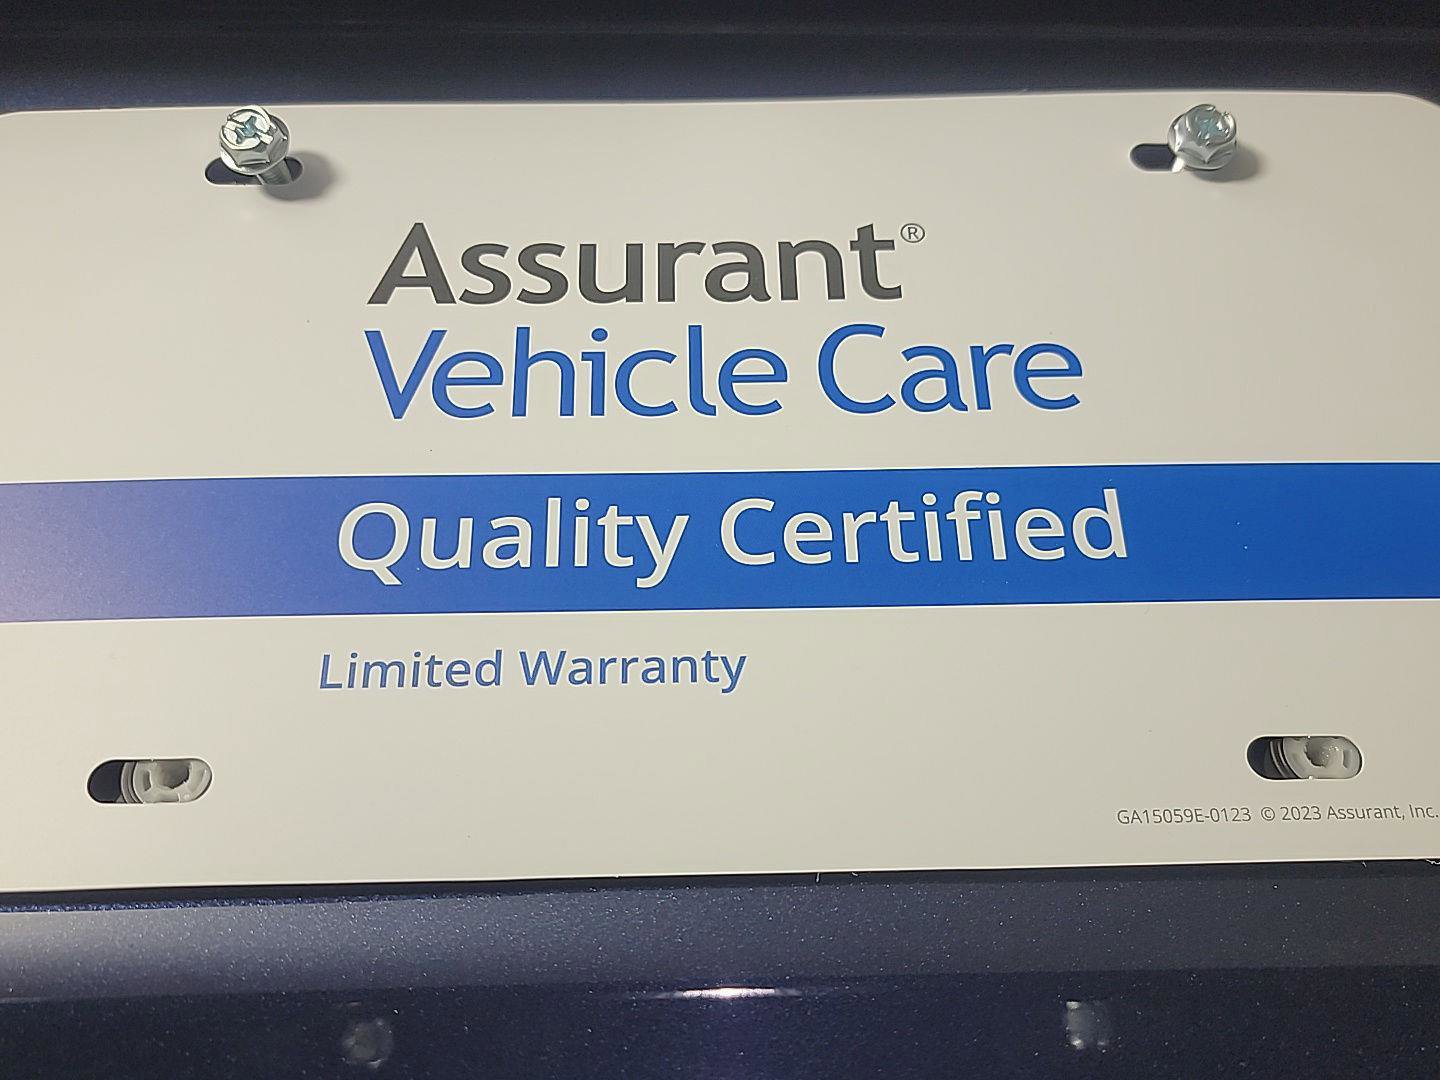 Assurant®
Vehicle Care
Quality Certified
Limited Warranty
GA15059E-0123 © 2023 Assurant, Inc.